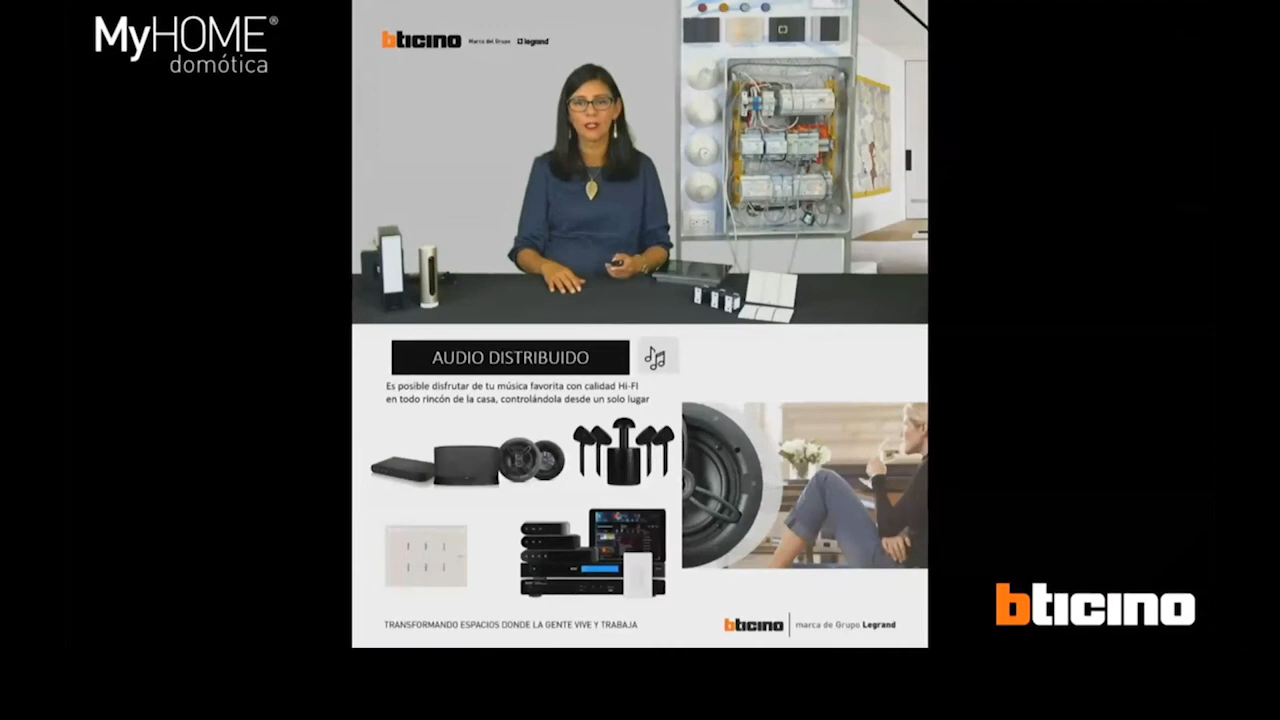 MyHOME®
domótica
bticino Marca del Grupo legrand
AUDIO DISTRIBUIDO
Es posible disfrutar de tu música favorita con calidad Hi-FI
en todo rincón de la casa, controlándola desde un solo lugar
TRANSFORMANDO ESPACIOS DONDE LA GENTE VIVE Y TRABAJA
bticino marca de Grupo Legrand
bticino